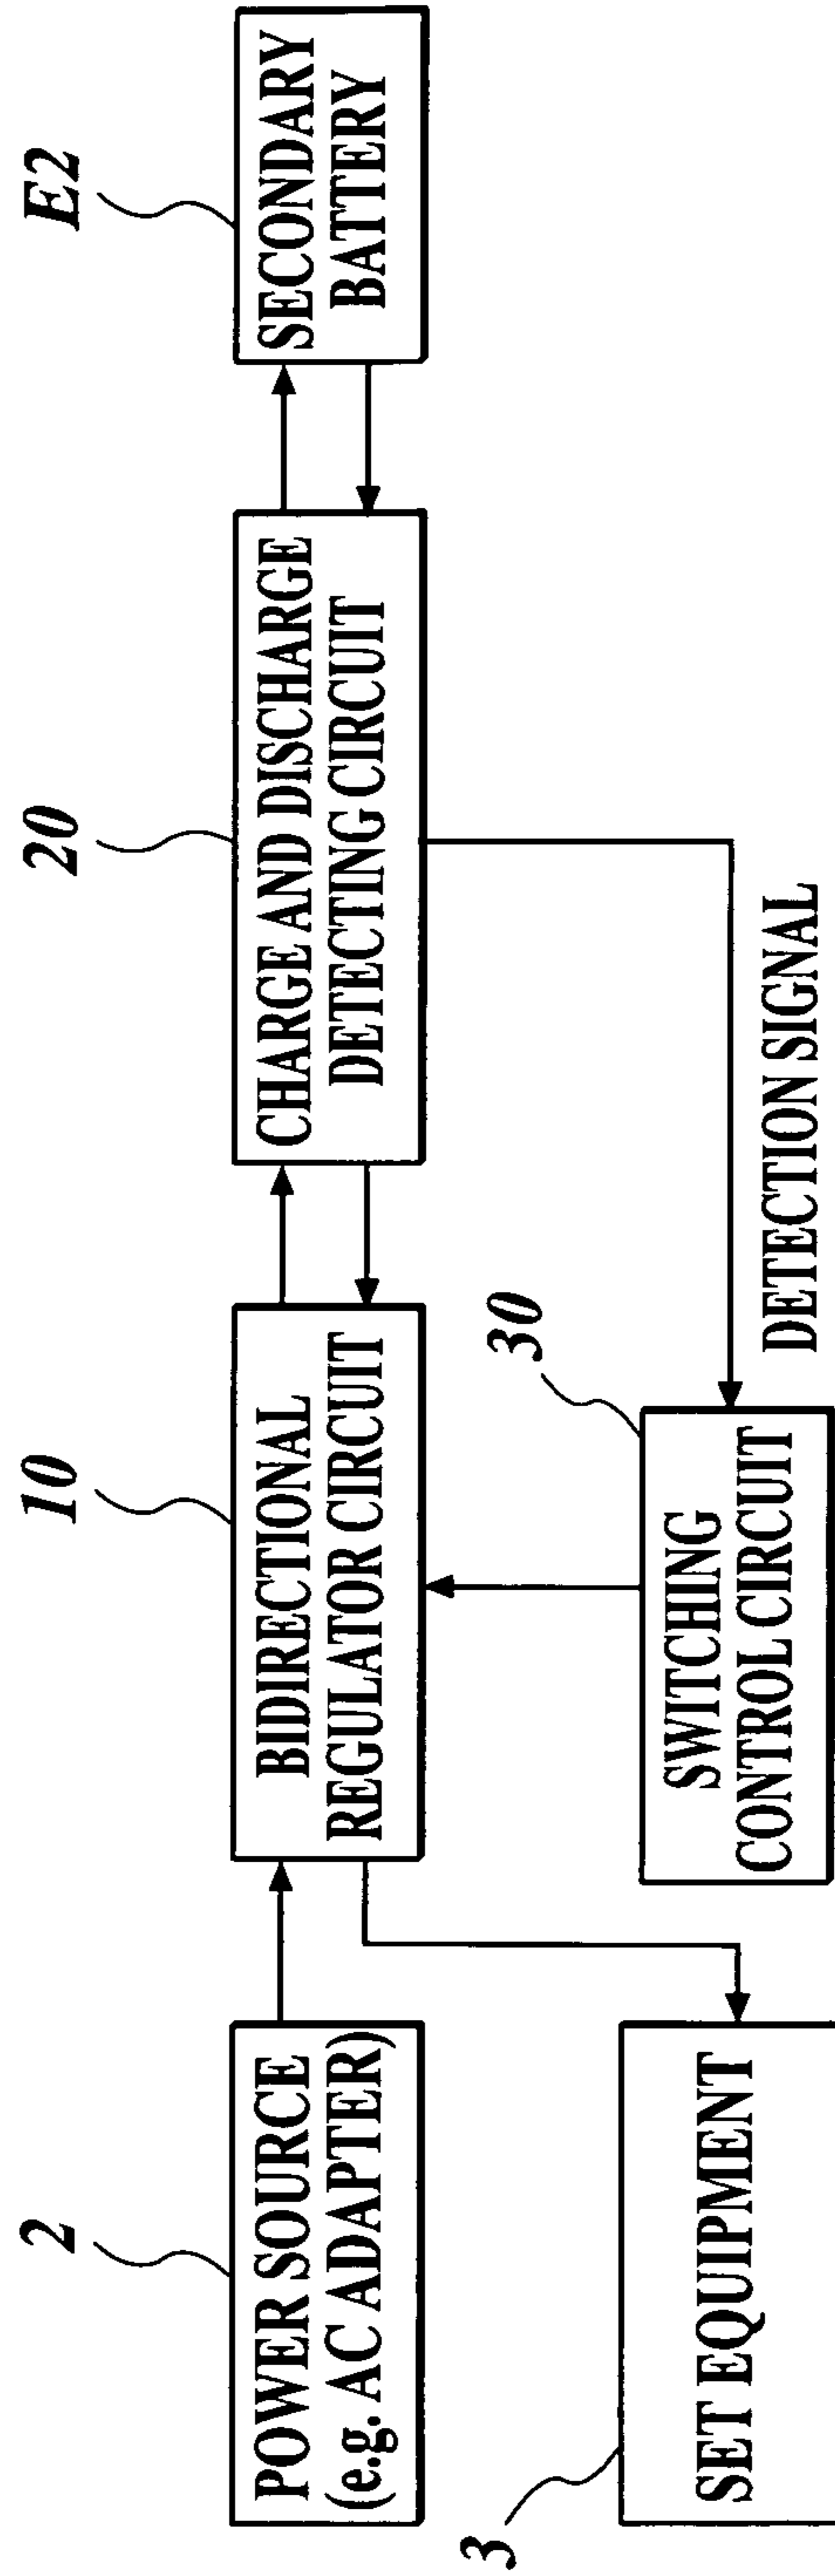 2
POWER SOURCE
(e.g. AC ADAPTER)
10
BIDIRECTIONAL
REGULATOR CIRCUIT
20
CHARGE AND DISCHARGE
DETECTING CIRCUIT
E2
SECONDARY
BATTERY
3
SET EQUIPMENT
30
SWITCHING
CONTROL CIRCUIT
DETECTION SIGNAL